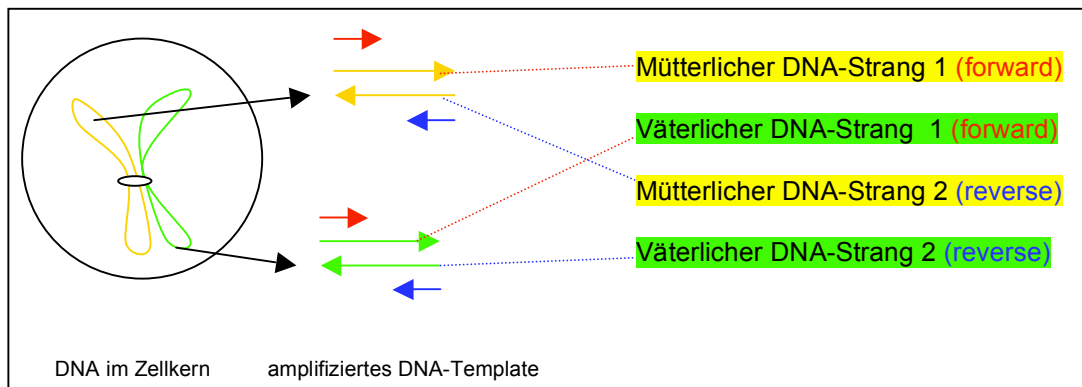 Mütterlicher DNA-Strang 1 (forward)
Väterlicher DNA-Strang 1 (forward)
Mütterlicher DNA-Strang 2 (reverse)
Väterlicher DNA-Strang 2 (reverse)
DNA im Zellkern
amplifiziertes DNA-Template